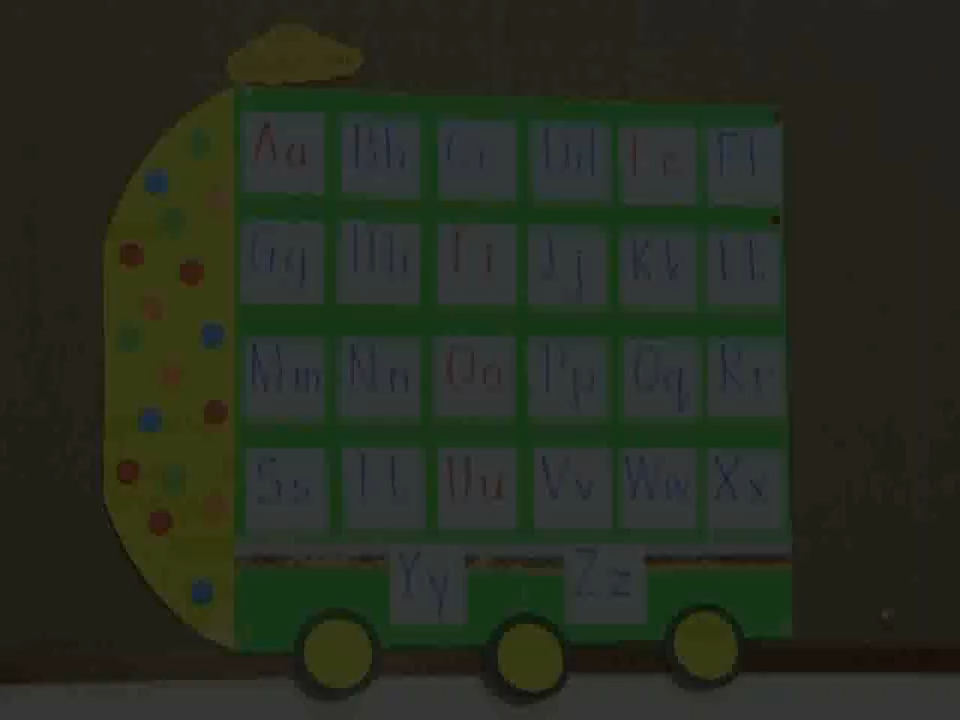 Aa Bb Cc Dd Ee Ff
Gg Hh Ii Jj Kk Ll
Mm Nn Oo Pp Qq Rr
Ss Tt Uu Vv Ww Xx
Yy Zz